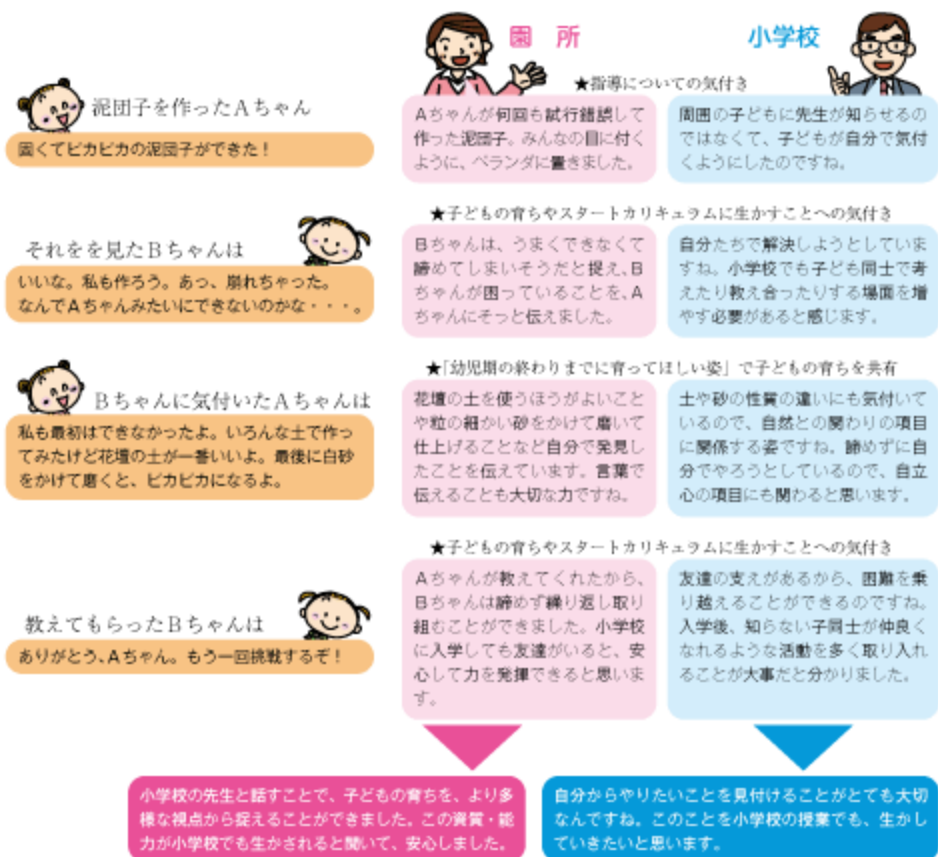 園 所
小学校
★指導についての気付き
泥団子を作ったAちゃん
固くてピカピカの泥団子ができた！
Aちゃんが何回も試行錯誤して
作った泥団子。みんなの目に付く
ように、ベランダに置きました。
周囲の子どもに先生が知らせるの
ではなくて、子どもが自分で気付
くようにしたのですね。
★子どもの育ちやスタートカリキュラムに生かすことへの気付き
それをを見たBちゃんは
いいな。私も作ろう。あっ、崩れちゃった。
なんでAちゃんみたいにできないのかな・・・。
Bちゃんは、うまくできなくて
諦めてしまいそうだと捉え、B
ちゃんが困っていることを、A
ちゃんにそっと伝えました。
自分たちで解決しようとしていま
すね。小学校でも子ども同士で考
えたり教え合ったりする場面を増
やす必要があると感じます。
★「幼児期の終わりまでに育ってほしい姿」で子どもの育ちを共有
Bちゃんに気付いたAちゃんは
私も最初はできなかったよ。いろんな土で作っ
てみたけど花壇の土が一番いいよ。最後に白砂
をかけて磨くと、ピカピカになるよ。
花壇の土を使うほうがよいこと
や粒の細かい砂をかけて磨いて
仕上げることなど自分で発見し
たことを伝えています。言葉で
伝えることも大切な力ですね。
土や砂の性質の違いにも気付いて
いるので、自然との関わりの項目
に関係する姿ですね。諦めずに自
分でやろうとしているので、自立
心の項目にも関わると思います。
★子どもの育ちやスタートカリキュラムに生かすことへの気付き
教えてもらったBちゃんは
ありがとう、Aちゃん。もう一回挑戦するぞ！
Aちゃんが教えてくれたから、
Bちゃんは諦めず繰り返し取り
組むことができました。小学校
に入学しても友達がいると、安
心して力を発揮できると思いま
す。
友達の支えがあるから、困難を乗
り越えることができるのですね。
入学後、知らない子同士が仲良く
なれるような活動を多く取り入れ
ることが大事だと分かりました。
小学校の先生と話すことで、子どもの育ちを、より多
様な視点から捉えることができました。この資質・能
力が小学校でも生かされると聞いて、安心しました。
自分からやりたいことを見付けることがとても大切
なんですね。このことを小学校の授業でも、生かし
ていきたいと思います。